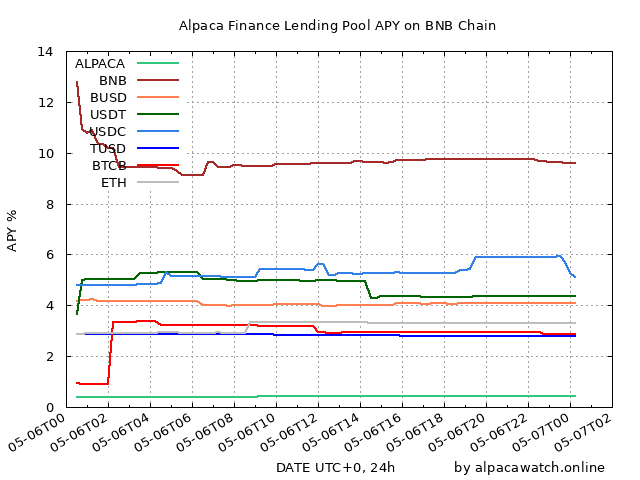 Alpaca Finance Lending Pool APY on BNB Chain
14
12
10
8
6
4
2
0
APY %
ALPACA
BNB
BUSD
USDT
USDC
TUSD
BTCB
ETH
05-06T00
05-06T02
05-06T04
05-06T06
05-06T08
05-06T10
05-06T12
05-06T14
05-06T16
05-06T18
05-06T20
05-06T22
05-07T00
05-07T02
DATE UTC+0, 24h
by alpacawatch.online